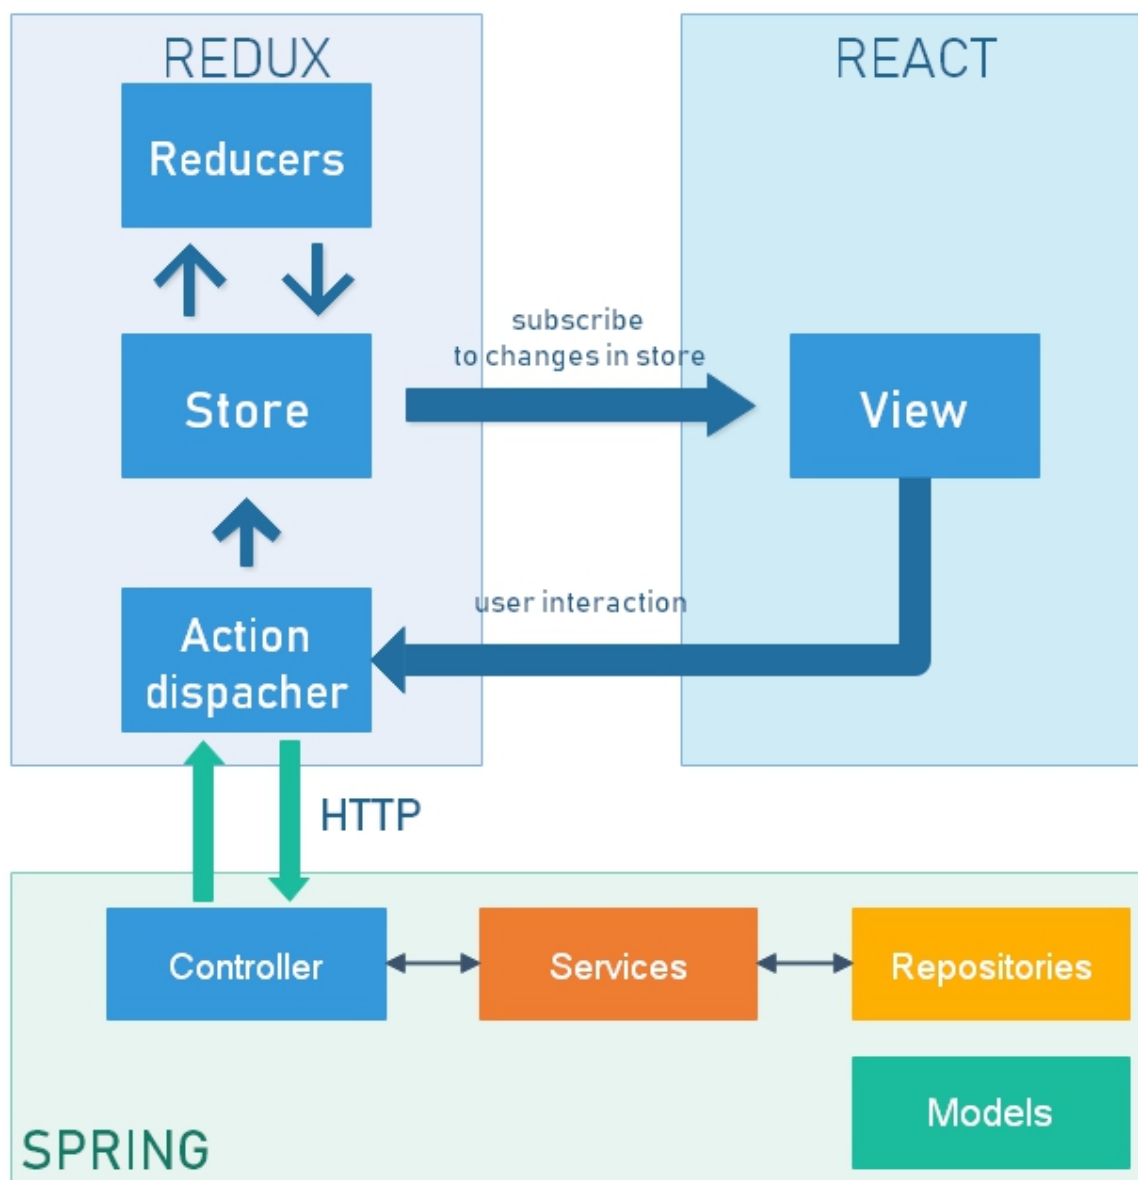 REDUX
REACT
Reducers
subscribe
to changes in store
Store
View
user interaction
Action
dispacher
HTTP
Controller
Services
Repositories
Models
SPRING